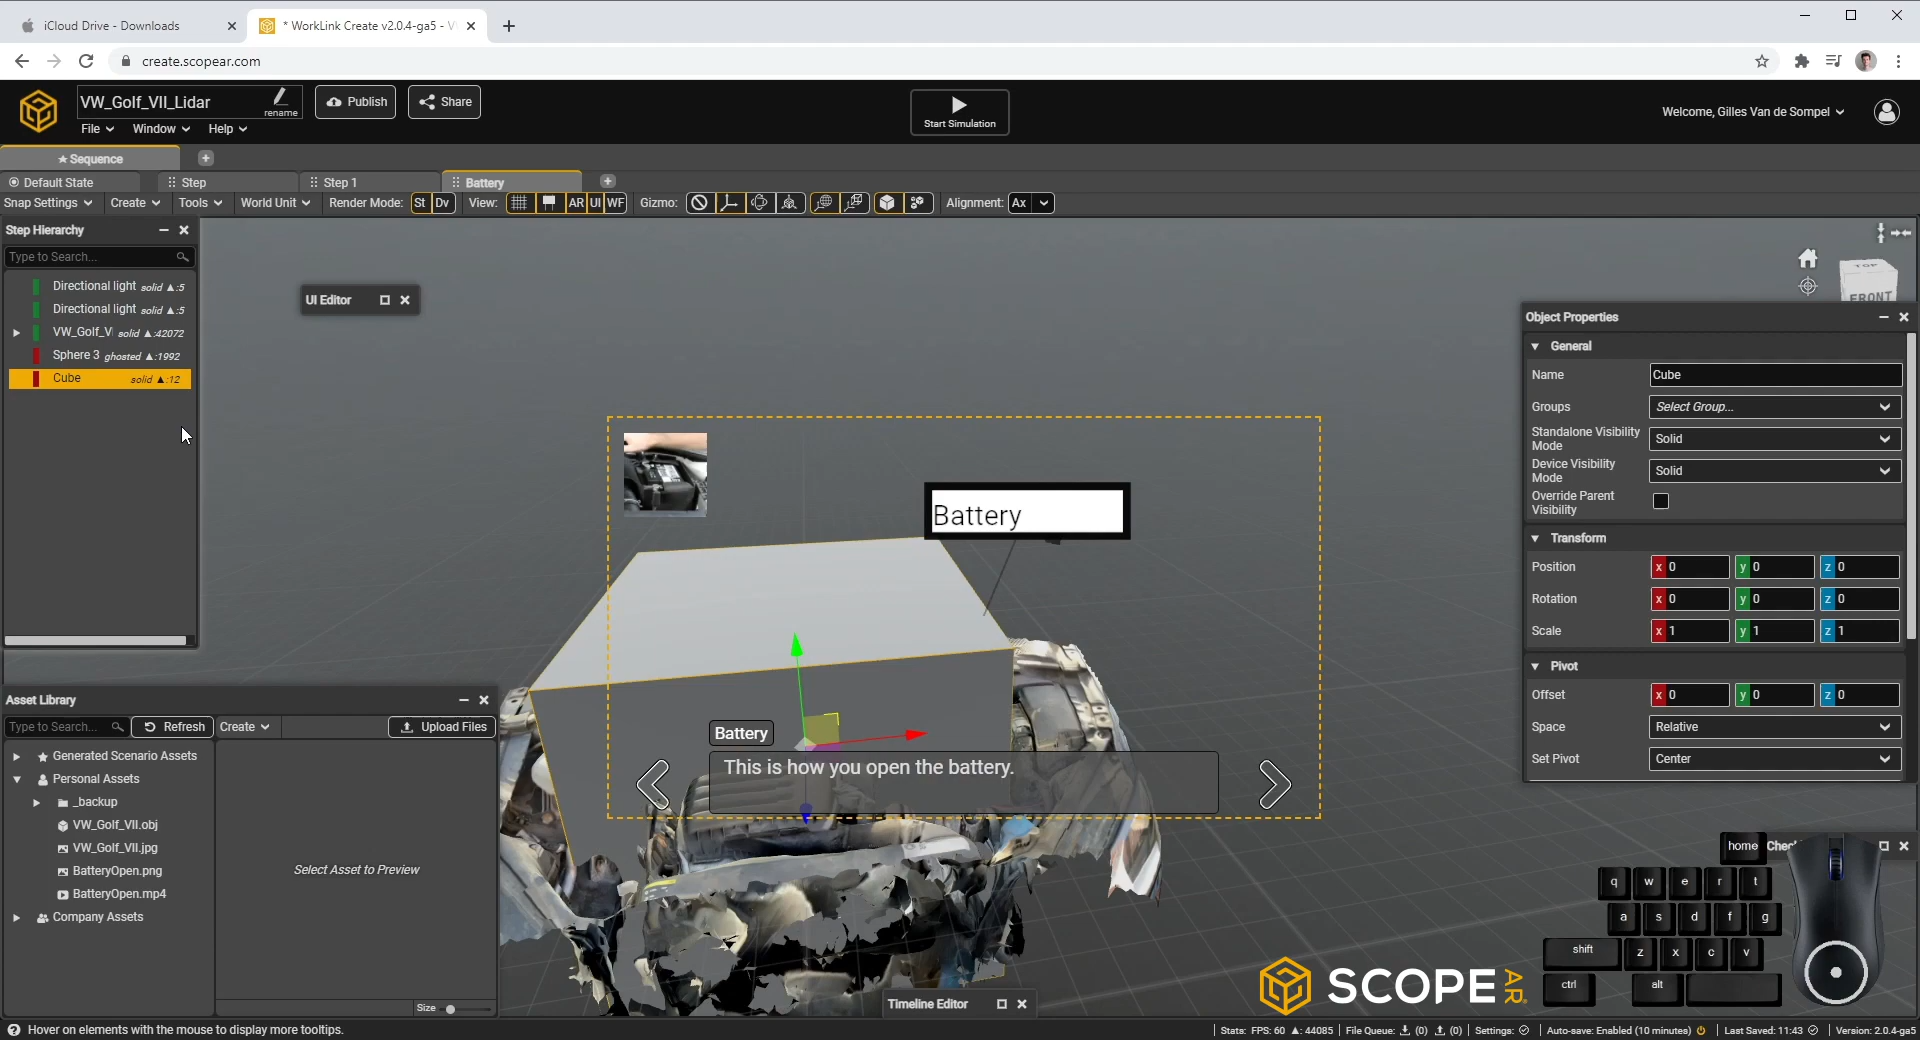 iCloud Drive - Downloads
* WorkLink Create v2.0.4-ga5 - V
create.scopear.com
VW_Golf_VII_Lidar
rename
Publish
Share
Start Simulation
Welcome, Gilles Van de Sompel
File
Window
Help
Sequence
Default State
Step
Step 1
Battery
Snap Settings
Create
Tools
World Unit
Render Mode:
St
Dv
View:
AR
UI
WF
Gizmo:
Alignment:
Ax
Step Hierarchy
Type to Search...
Directional light solid ▲:5
Directional light solid ▲:5
VW_Golf_V solid ▲:42072
Sphere 3 ghosted ▲:1992
Cube solid ▲:12
UI Editor
TOP
FRONT
Object Properties
General
Name
Cube
Groups
Select Group...
Standalone Visibility Mode
Solid
Device Visibility Mode
Solid
Override Parent Visibility
Transform
Position
x 0
y 0
z 0
Rotation
x 0
y 0
z 0
Scale
x 1
y 1
z 1
Pivot
Offset
x 0
y 0
z 0
Space
Relative
Set Pivot
Center
Battery
Battery
This is how you open the battery.
Asset Library
Type to Search...
Refresh
Create
Upload Files
Generated Scenario Assets
Personal Assets
_backup
VW_Golf_VII.obj
VW_Golf_VII.jpg
BatteryOpen.png
BatteryOpen.mp4
Company Assets
Select Asset to Preview
Size
Timeline Editor
SCOPE AR
home
q w e r t
a s d f g
shift z x c v
ctrl alt
Hover on elements with the mouse to display more tooltips.
Stats: FPS: 60 ▲: 44085
File Queue: (0) (0)
Settings:
Auto-save: Enabled (10 minutes)
Last Saved: 11:43
Version: 2.0.4-ga5